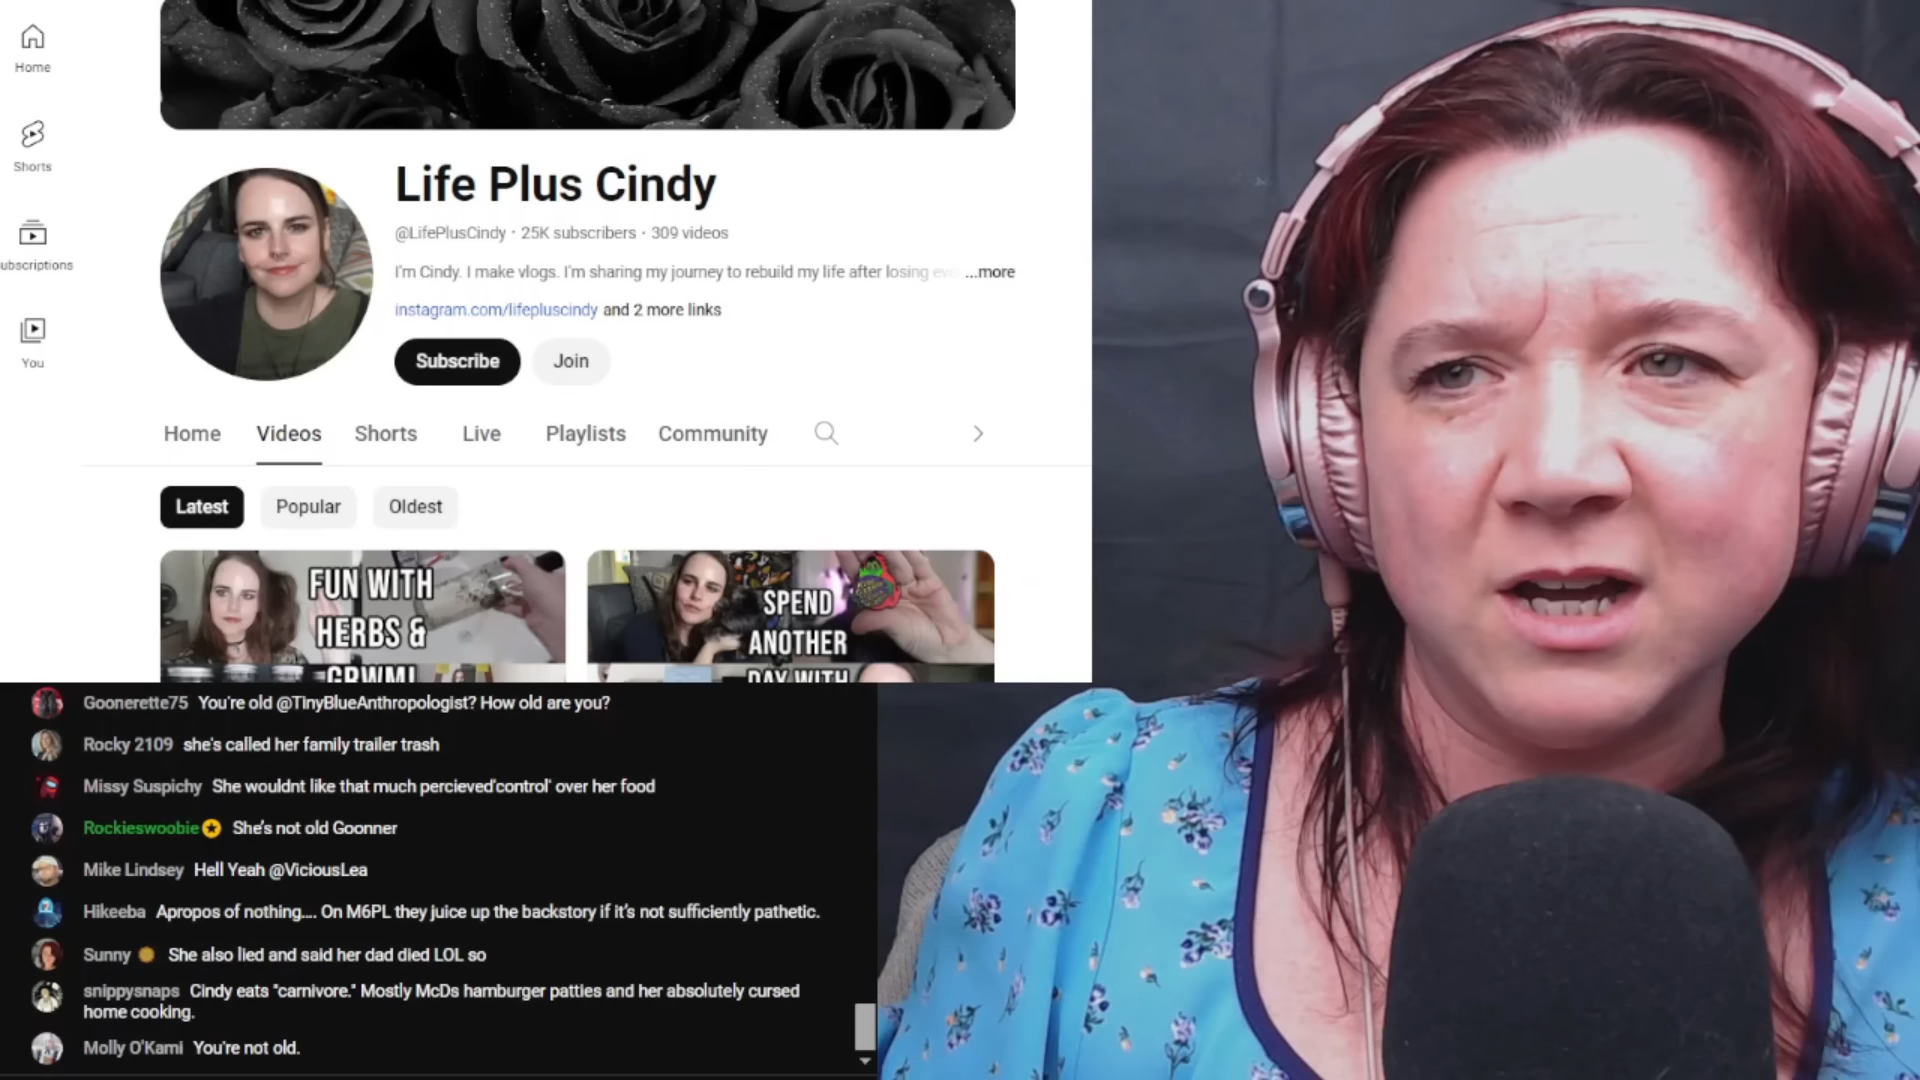 Home
Shorts
ubscriptions
You
Life Plus Cindy
@LifePlusCindy · 25K subscribers · 309 videos
I'm Cindy. I make vlogs. I'm sharing my journey to rebuild my life after losing eve ...more
instagram.com/lifepluscindy and 2 more links
Subscribe Join
Home Videos Shorts Live Playlists Community
Latest Popular Oldest
FUN WITH
HERBS &
GRWM!
SPEND
ANOTHER
DAY WITH
Goonerette75 You're old @TinyBlueAnthropologist? How old are you?
Rocky 2109 she's called her family trailer trash
Missy Suspichy She wouldnt like that much percieved'control' over her food
Rockieswoobie She's not old Goonner
Mike Lindsey Hell Yeah @ViciousLea
Hikeeba Apropos of nothing.... On M6PL they juice up the backstory if it's not sufficiently pathetic.
Sunny She also lied and said her dad died LOL so
snippysnaps Cindy eats "carnivore." Mostly McDs hamburger patties and her absolutely cursed
home cooking.
Molly O'Kami You're not old.